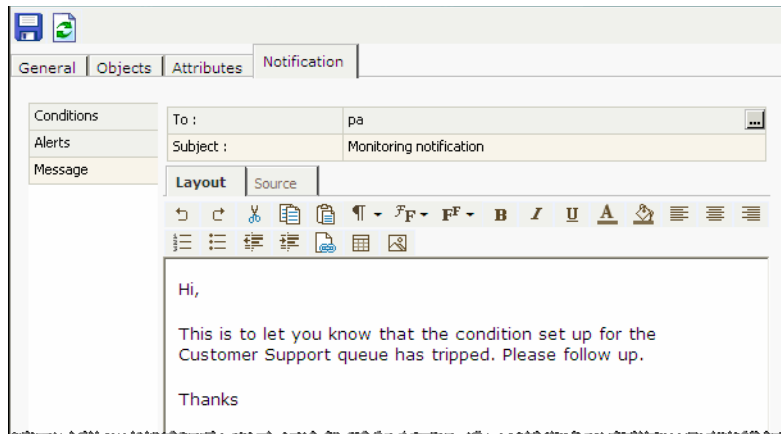 General Objects Attributes Notification
Conditions
Alerts
Message
To : pa ...
Subject : Monitoring notification
Layout Source
Hi,
This is to let you know that the condition set up for the
Customer Support queue has tripped. Please follow up.
Thanks